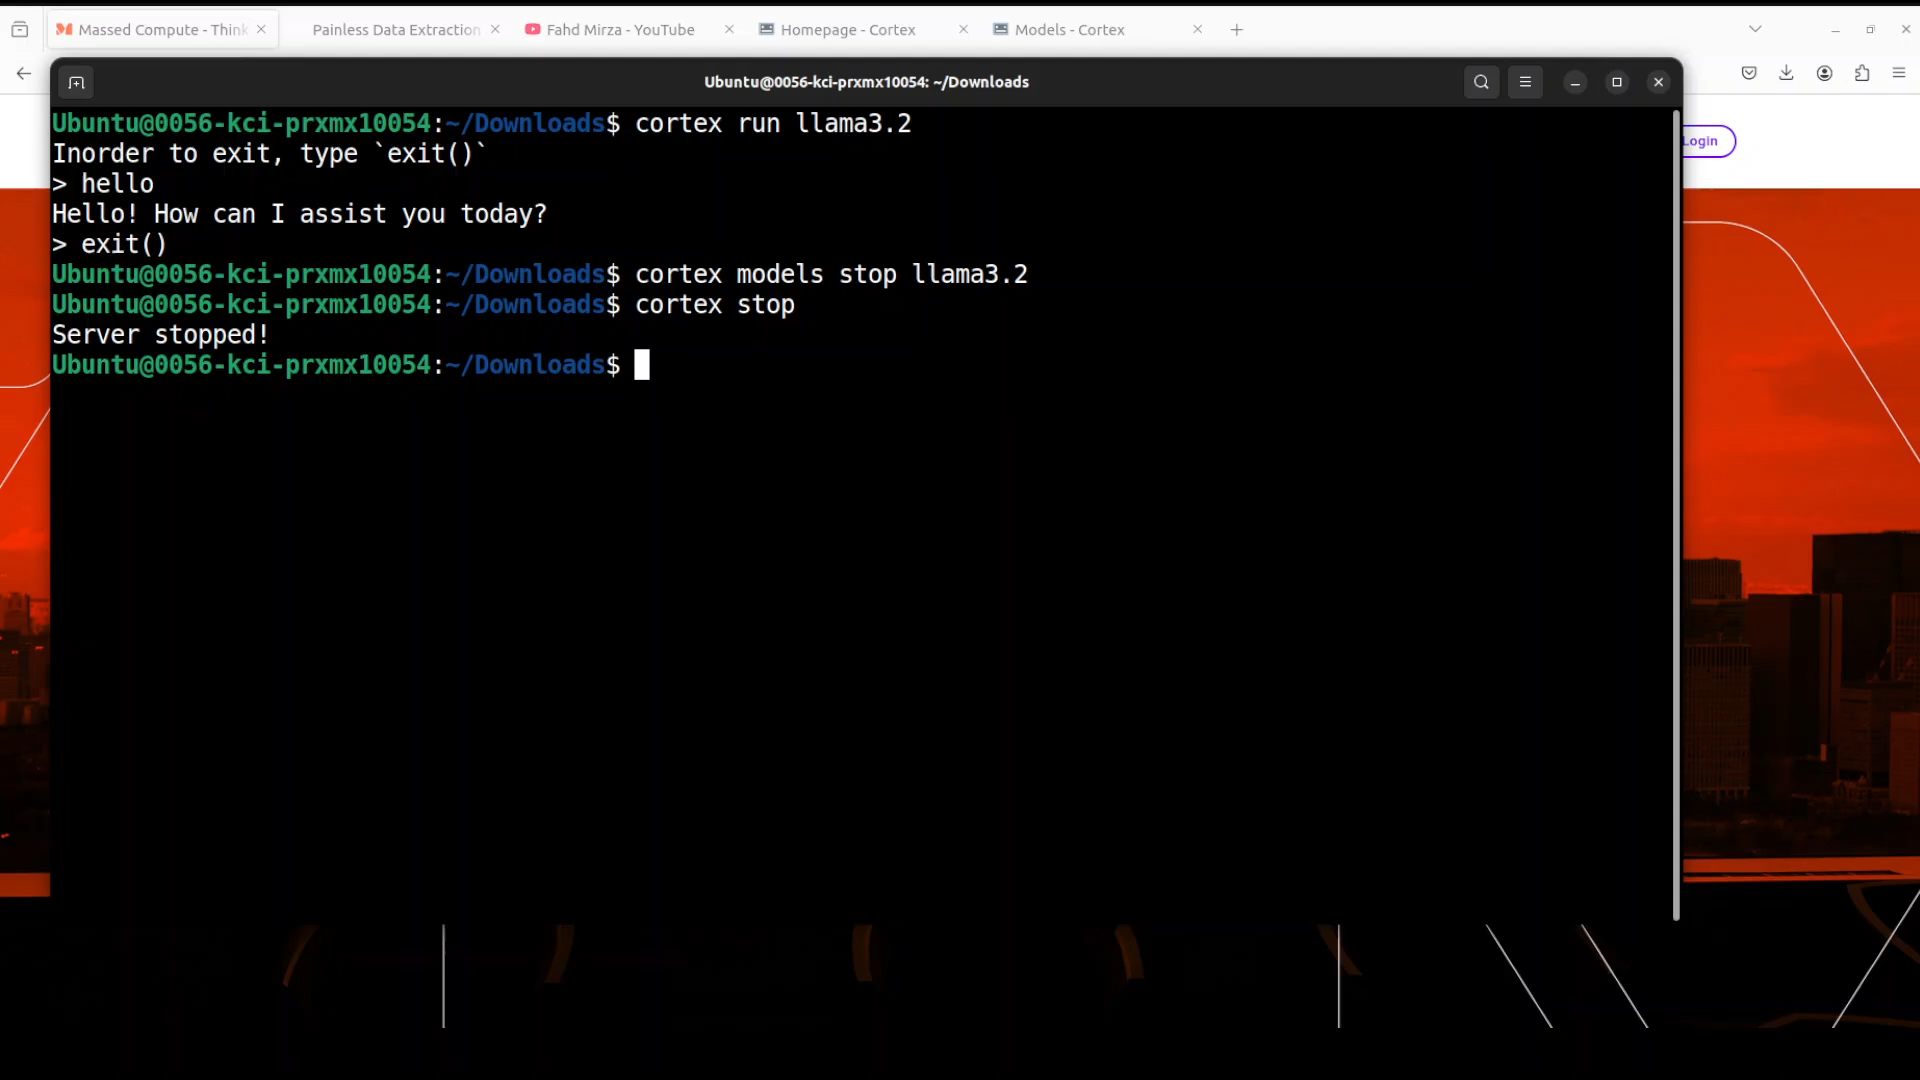 Massed Compute - Think
Painless Data Extraction
Fahd Mirza - YouTube
Homepage - Cortex
Models - Cortex
Ubuntu@0056-kci-prxmx10054: ~/Downloads
Login
Ubuntu@0056-kci-prxmx10054:~/Downloads$ cortex run llama3.2
Inorder to exit, type `exit()`
> hello
Hello! How can I assist you today?
> exit()
Ubuntu@0056-kci-prxmx10054:~/Downloads$ cortex models stop llama3.2
Ubuntu@0056-kci-prxmx10054:~/Downloads$ cortex stop
Server stopped!
Ubuntu@0056-kci-prxmx10054:~/Downloads$